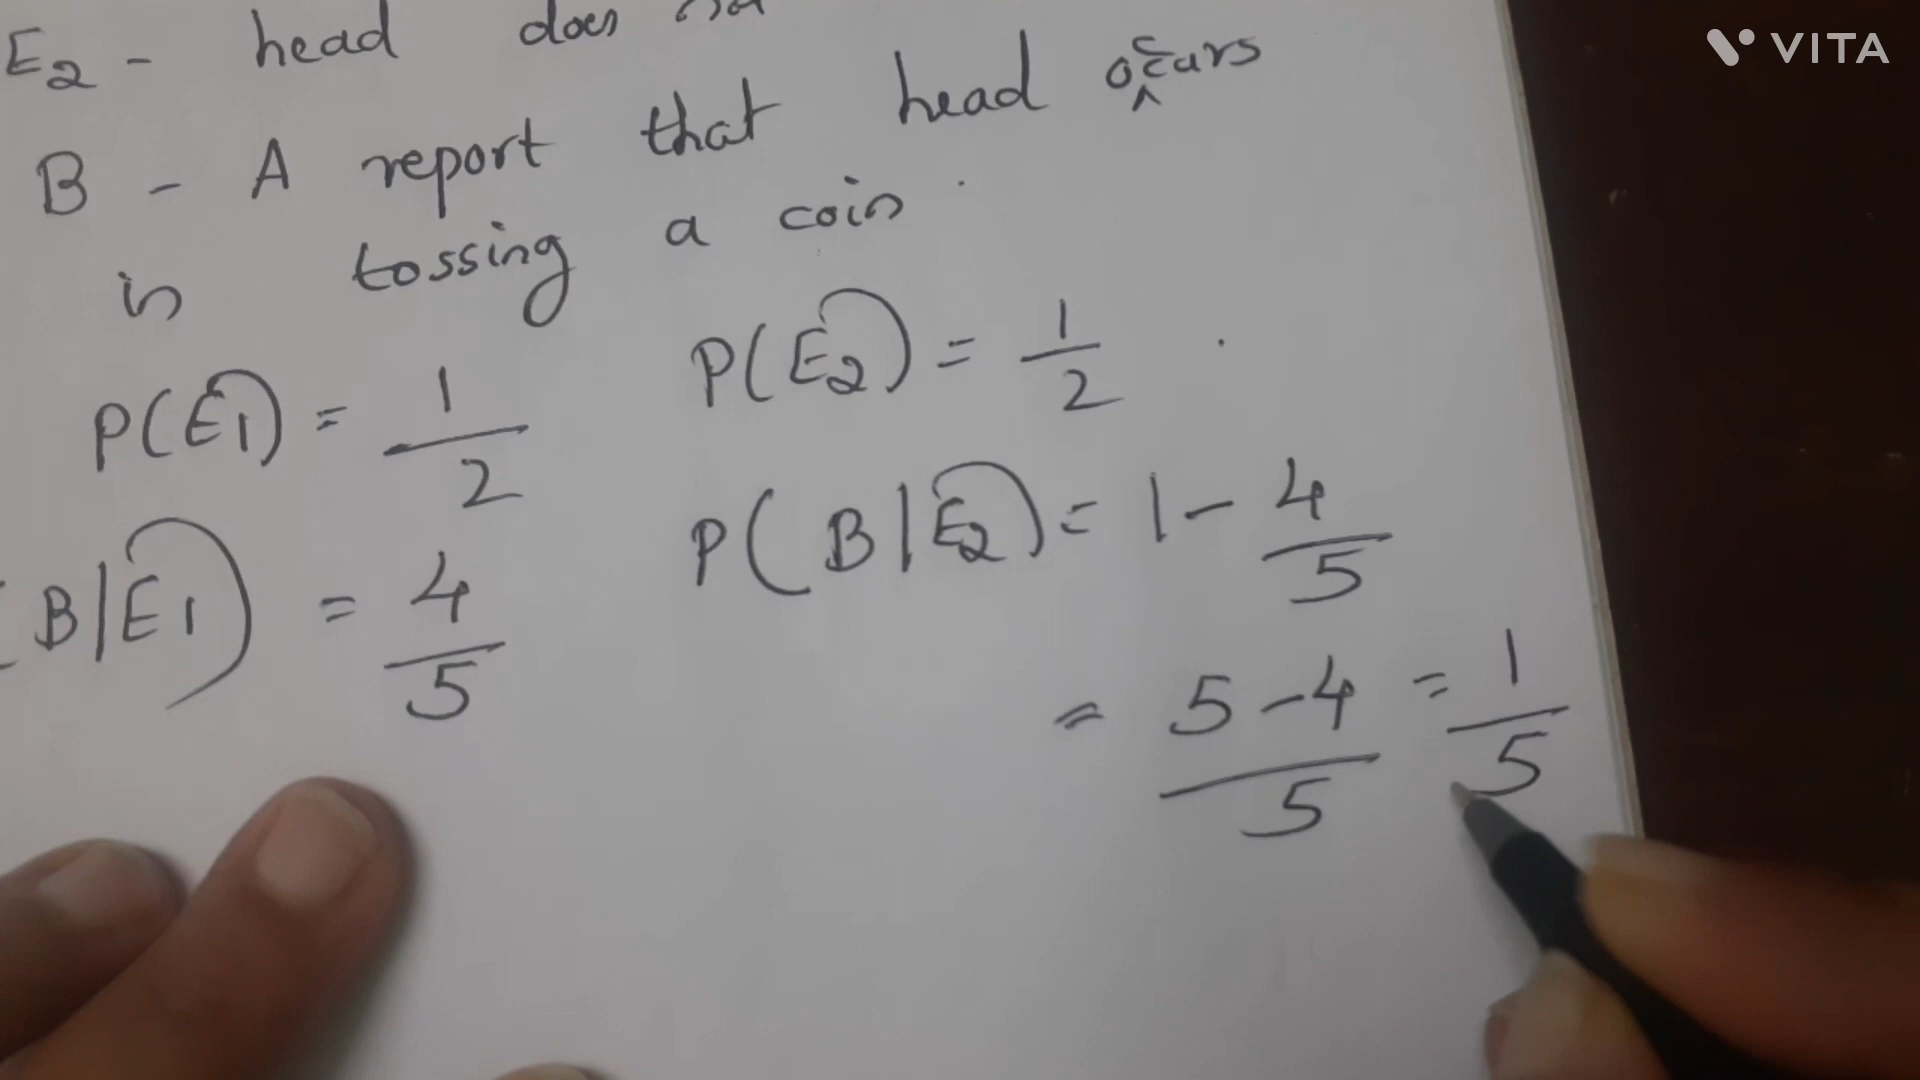 E2 - head does
VITA
B - A report that head occurs
in tossing a coin.
P(E1) = 1/2 P(E2) = 1/2
(B|E1) = 4/5 P(B|E2) = 1 - 4/5
= 5-4/5 = 1/5